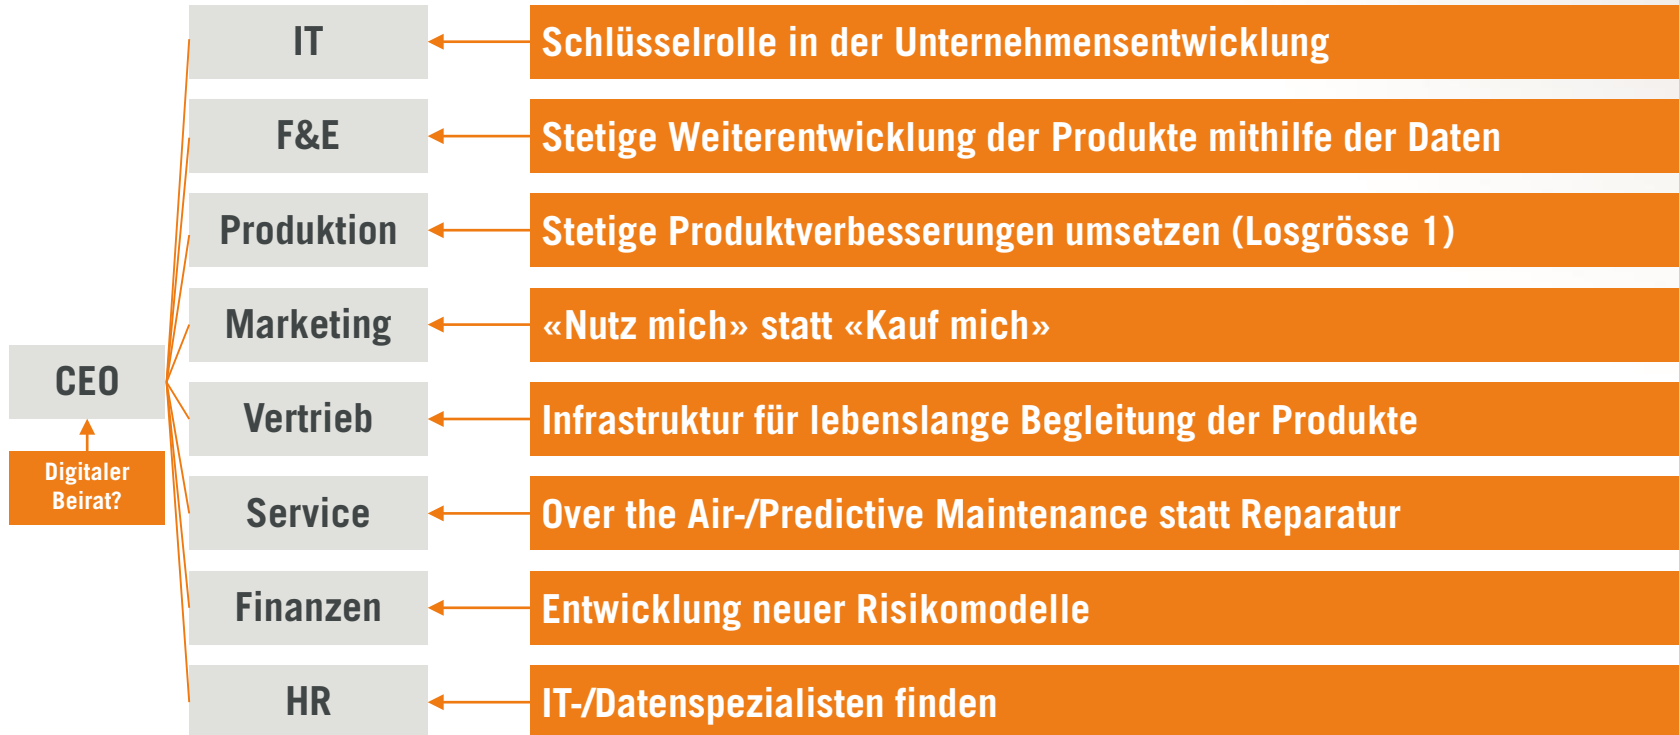 IT
Schlüsselrolle in der Unternehmensentwicklung
F&E
Stetige Weiterentwicklung der Produkte mithilfe der Daten
Produktion
Stetige Produktverbesserungen umsetzen (Losgrösse 1)
Marketing
«Nutz mich» statt «Kauf mich»
CEO
Vertrieb
Infrastruktur für lebenslange Begleitung der Produkte
Digitaler
Beirat?
Service
Over the Air-/Predictive Maintenance statt Reparatur
Finanzen
Entwicklung neuer Risikomodelle
HR
IT-/Datenspezialisten finden